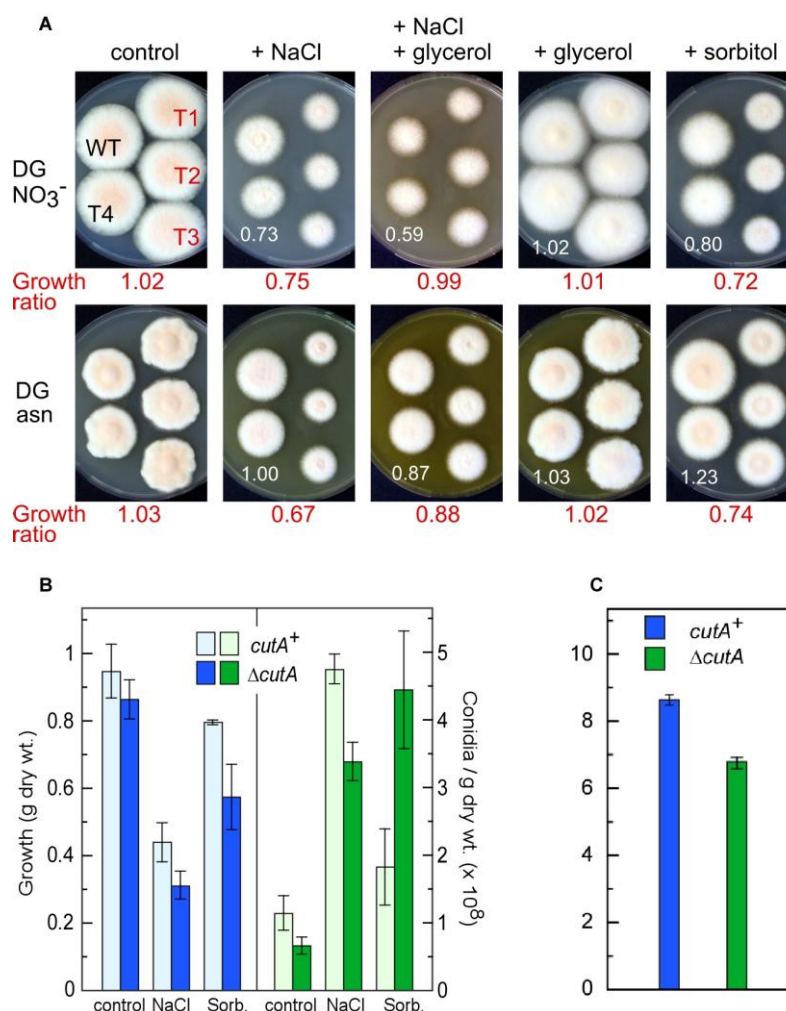 A
control
+ NaCl
+ NaCl
+ glycerol
+ glycerol
+ sorbitol
DG
NO3-
WT
T1
T2
T3
T4
0.73
0.59
1.02
0.80
Growth
ratio
1.02
0.75
0.99
1.01
0.72
DG
asn
1.00
0.87
1.03
1.23
Growth
ratio
1.03
0.67
0.88
1.02
0.74
B
cutA+
ΔcutA
Growth (g dry wt.)
1
0.8
0.6
0.4
0.2
0
Conidia / g dry wt. (x 10^8)
5
4
3
2
1
0
control
NaCl
Sorb.
control
NaCl
Sorb.
C
cutA+
ΔcutA
10
8
6
4
2
0